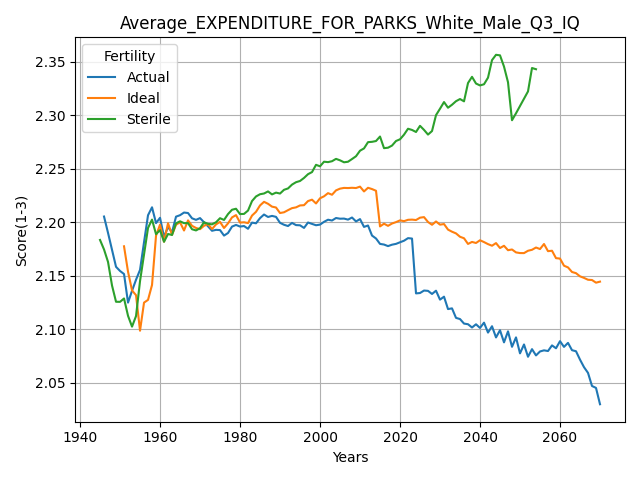 Average_EXPENDITURE_FOR_PARKS_White_Male_Q3_IQ
Fertility
Actual
Ideal
Sterile
Score(1-3)
2.35
2.30
2.25
2.20
2.15
2.10
2.05
1940 1960 1980 2000 2020 2040 2060
Years